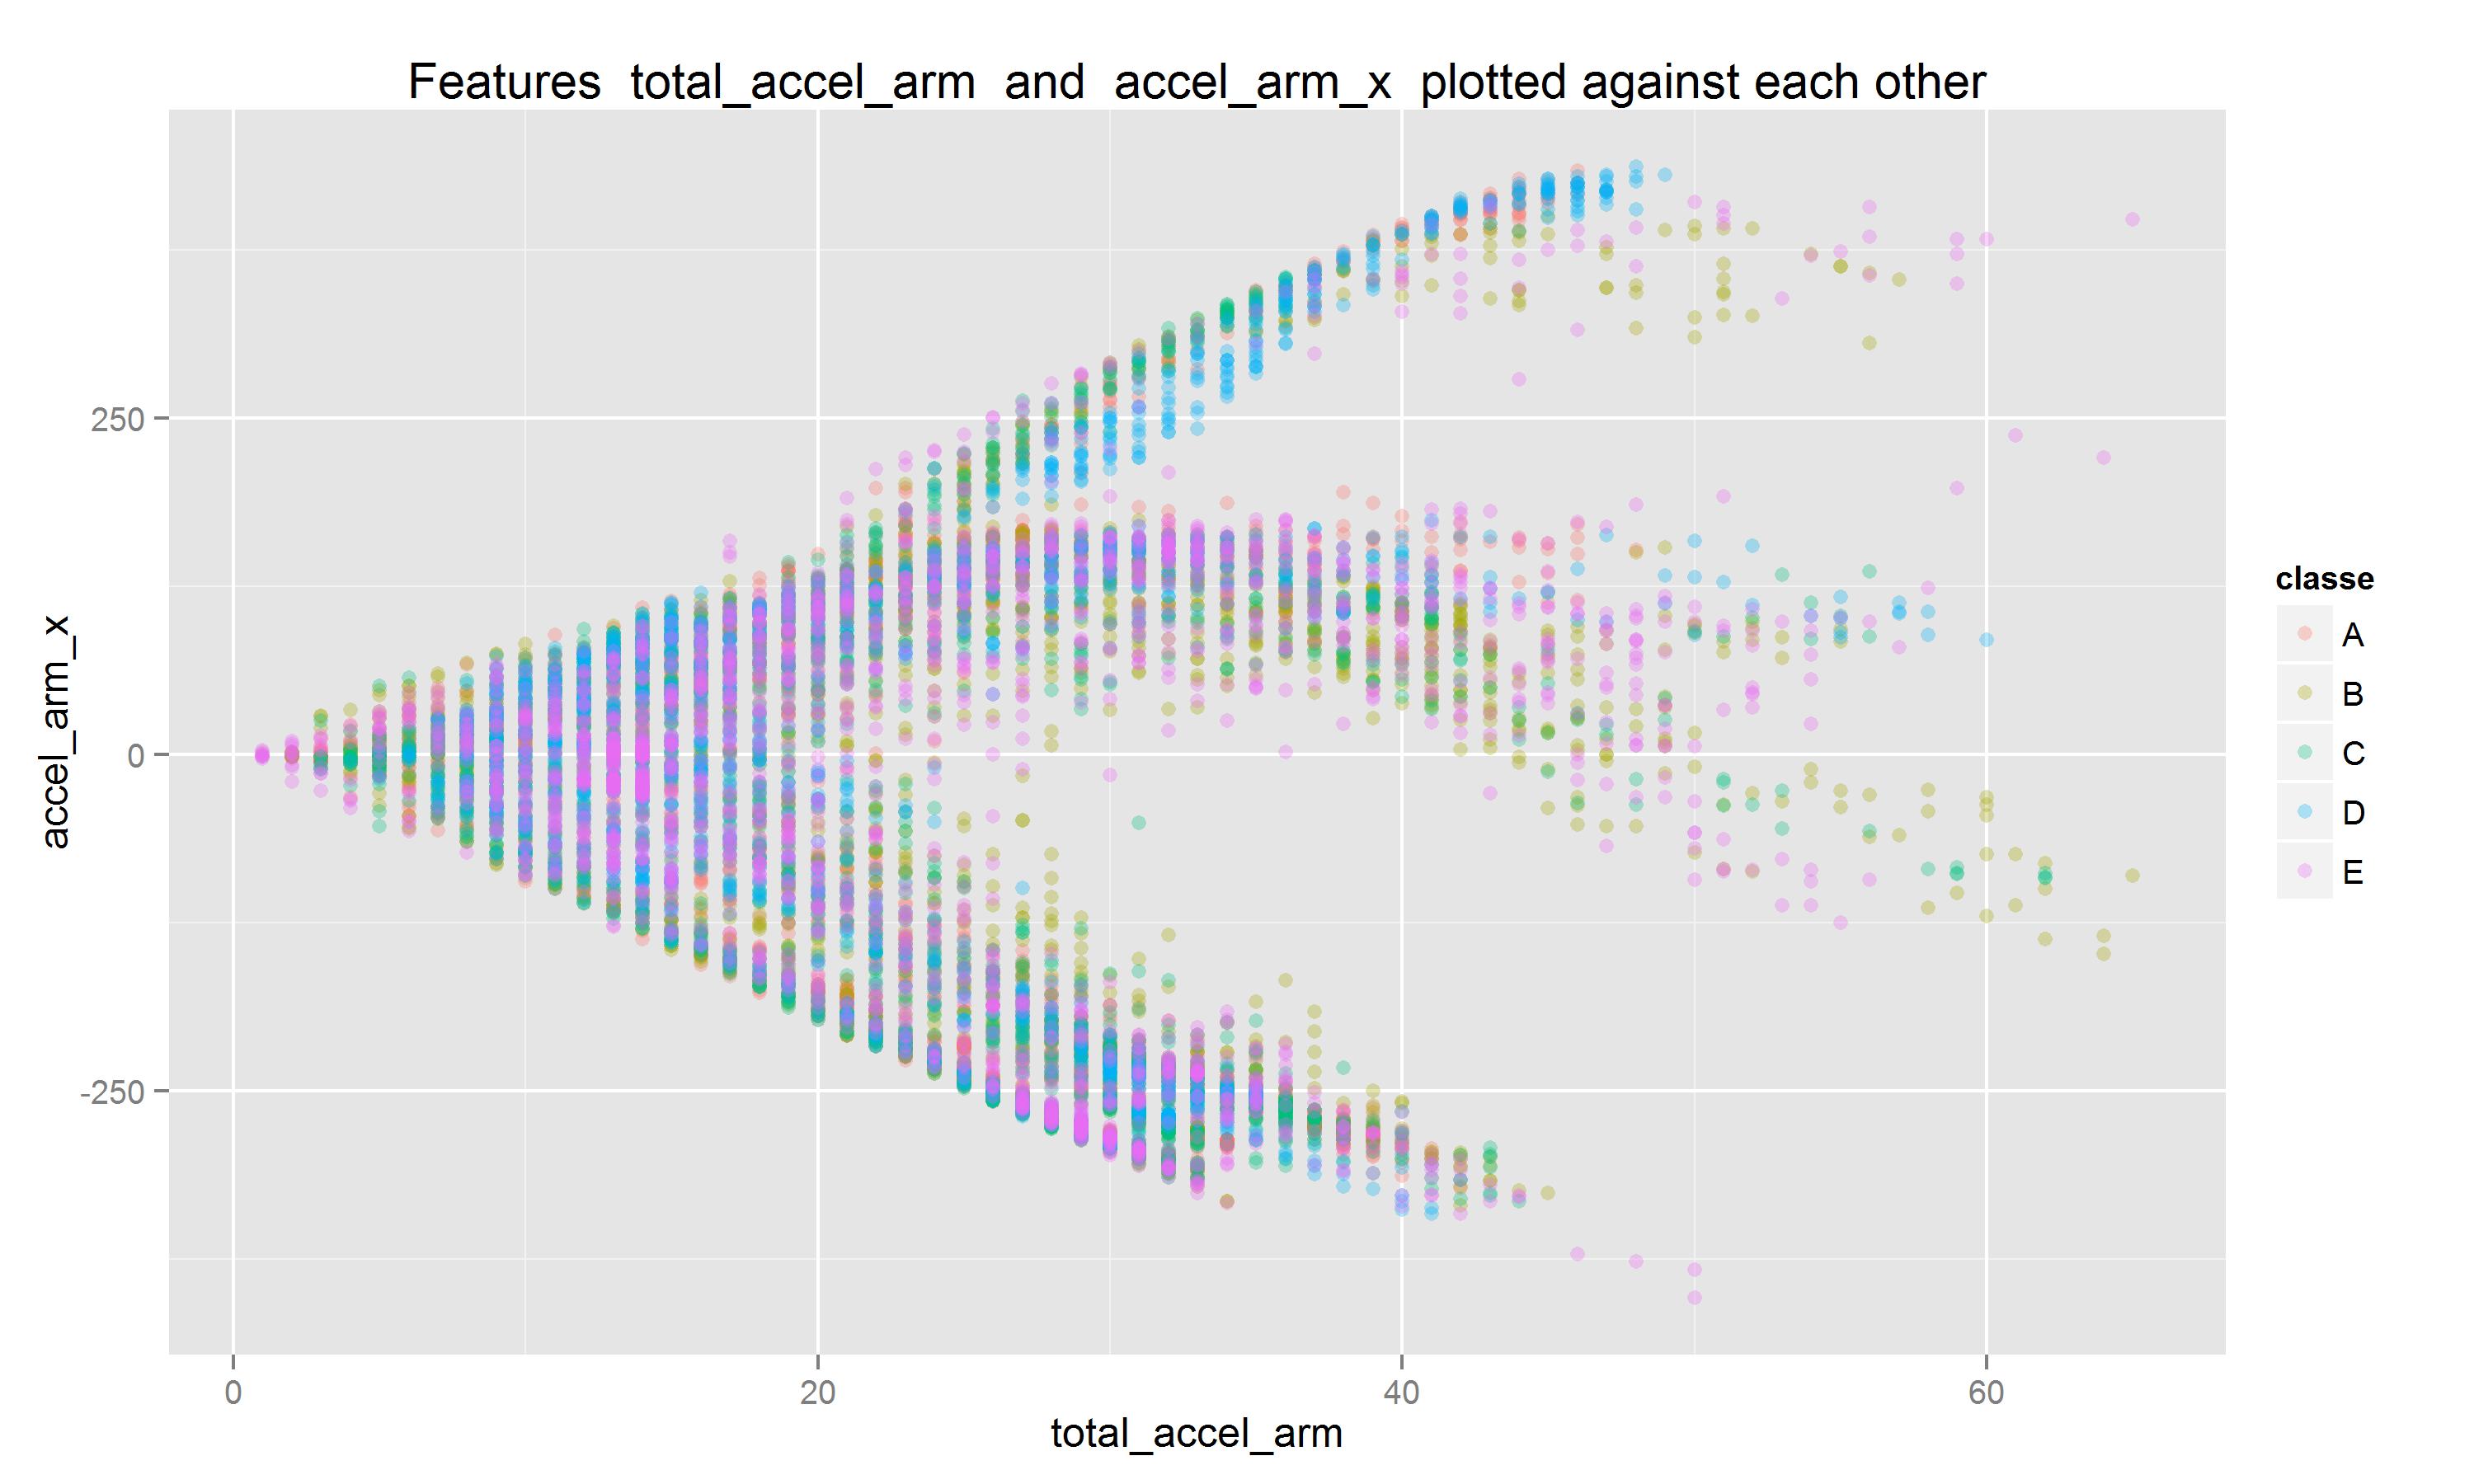 Features total_accel_arm and accel_arm_x plotted against each other
accel_arm_x
250
0
-250
0
20
40
60
total_accel_arm
classe
A
B
C
D
E